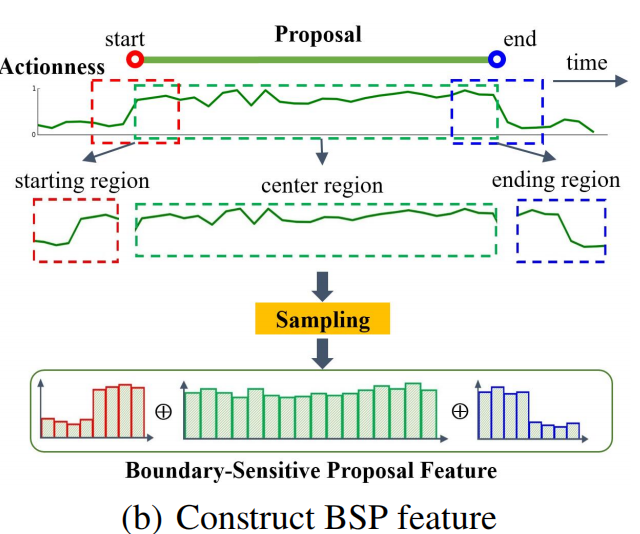 start
Proposal
end
time
Actionness
1
0
starting region
center region
ending region
Sampling
⊕
⊕
Boundary-Sensitive Proposal Feature
(b) Construct BSP feature